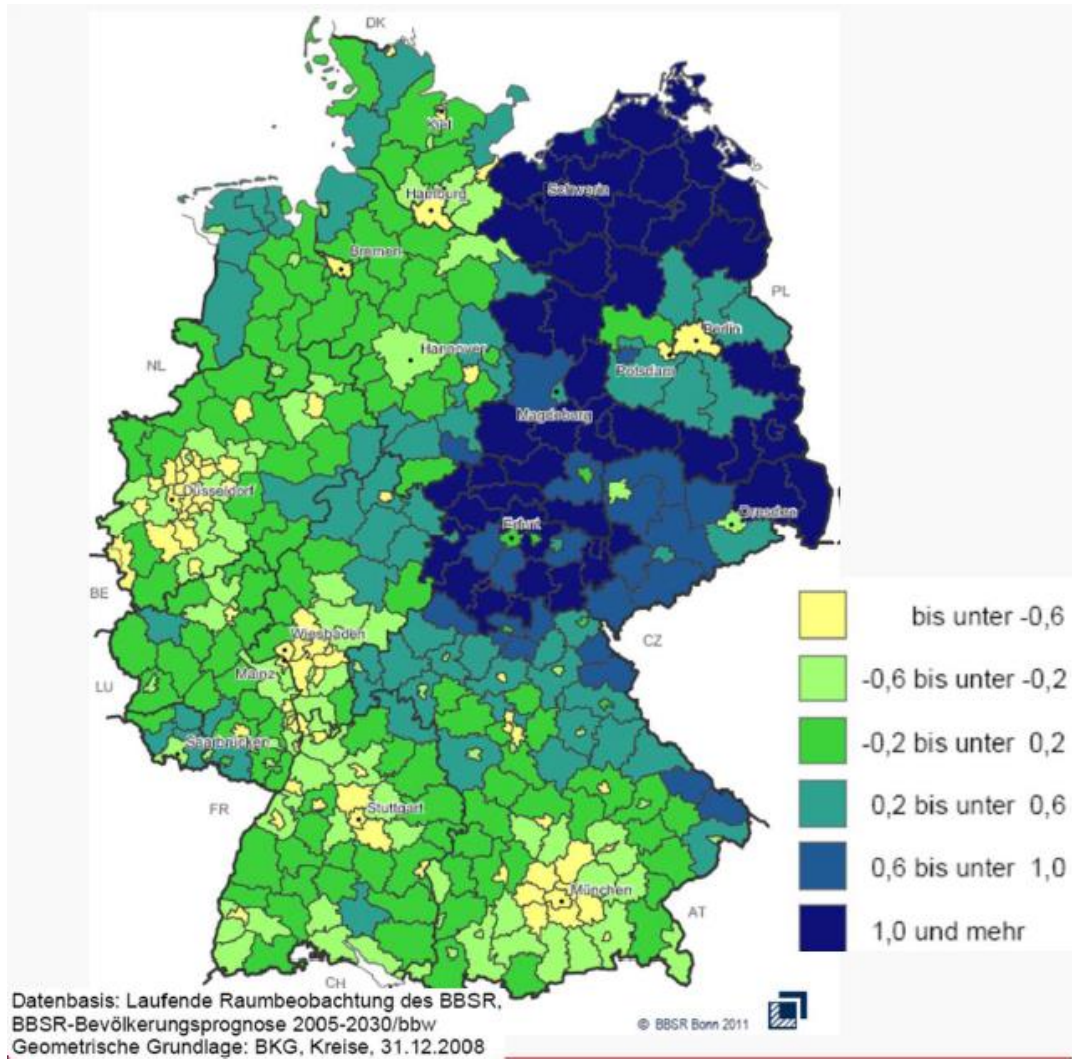 DK
Kiel
Hamburg
Schwerin
Bremen
PL
Berlin
Hannover
NL
Potsdam
Magdeburg
Düsseldorf
Dresden
Erfurt
BE
bis unter -0,6
Wiesbaden
CZ
Mainz
LU
-0,6 bis unter -0,2
Saarbrücken
-0,2 bis unter 0,2
FR
Stuttgart
0,2 bis unter 0,6
0,6 bis unter 1,0
München
AT
1,0 und mehr
CH
Datenbasis: Laufende Raumbeobachtung des BBSR,
BBSR-Bevölkerungsprognose 2005-2030/bbw
© BBSR Bonn 2011
Geometrische Grundlage: BKG, Kreise, 31.12.2008